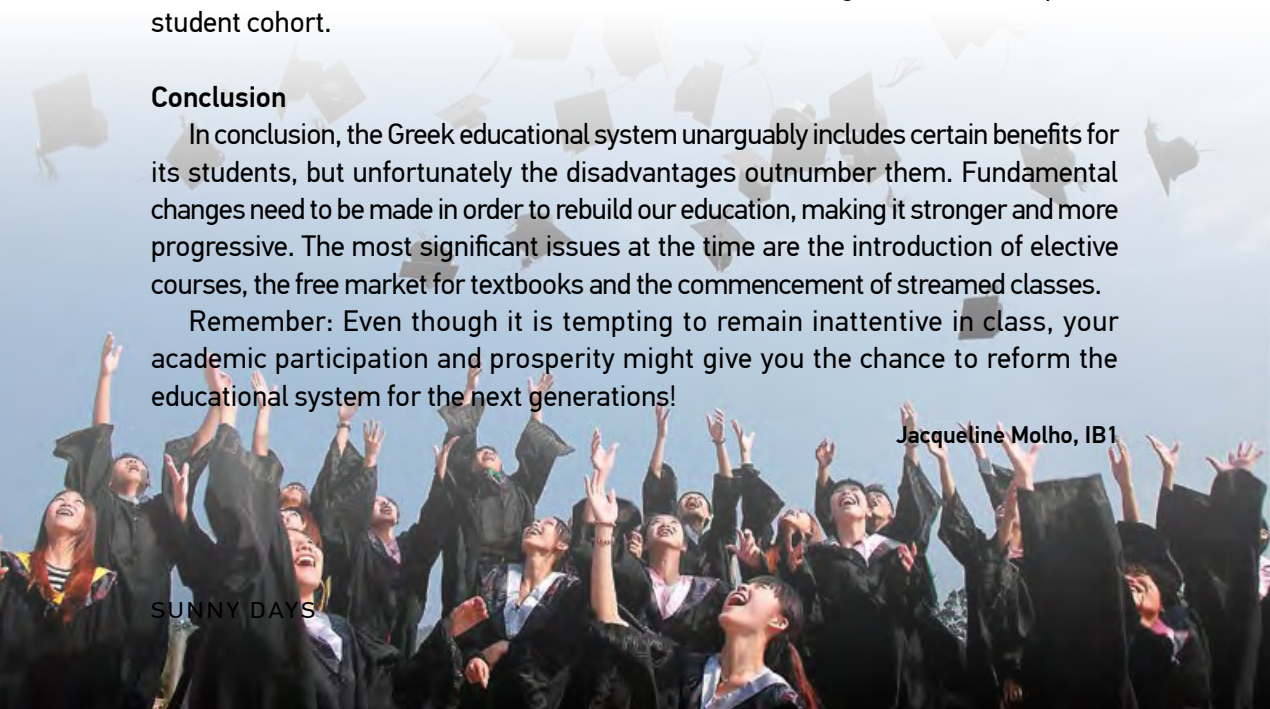 student cohort.
Conclusion
In conclusion, the Greek educational system unarguably includes certain benefits for
its students, but unfortunately the disadvantages outnumber them. Fundamental
changes need to be made in order to rebuild our education, making it stronger and more
progressive. The most significant issues at the time are the introduction of elective
courses, the free market for textbooks and the commencement of streamed classes.
Remember: Even though it is tempting to remain inattentive in class, your
academic participation and prosperity might give you the chance to reform the
educational system for the next generations!
Jacqueline Molho, IB1
SUNNY DAYS